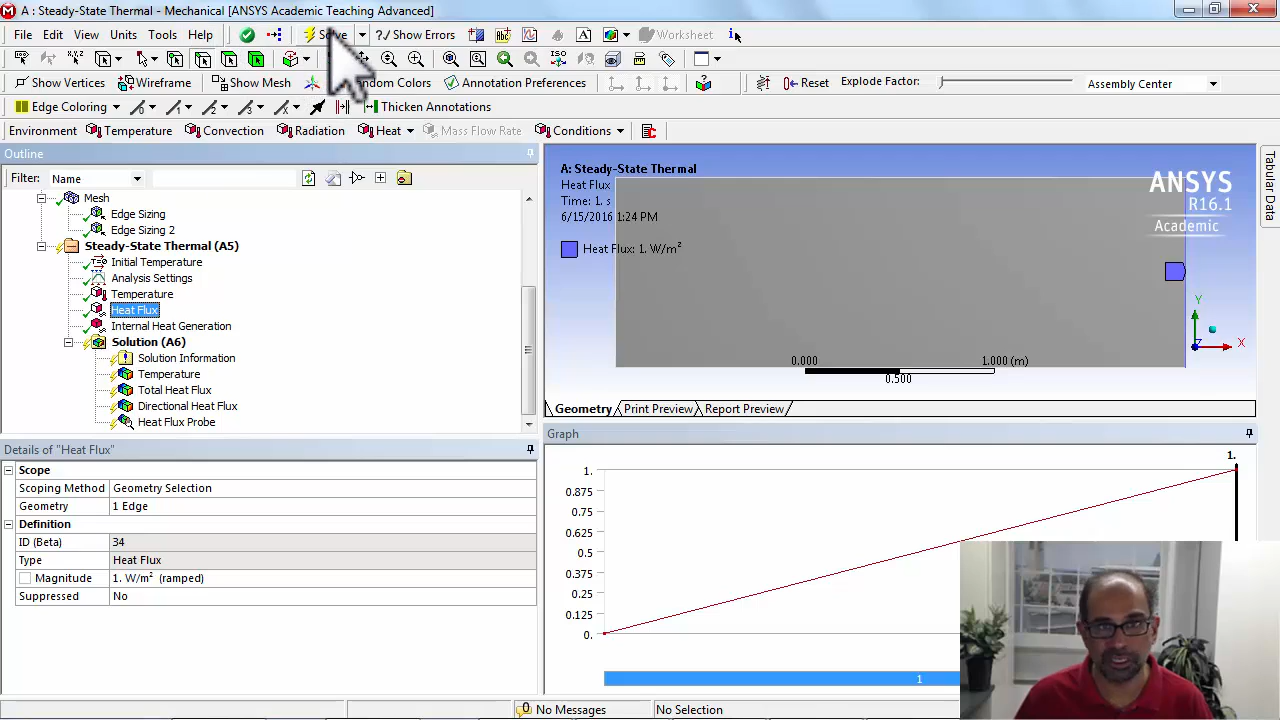 A : Steady-State Thermal - Mechanical [ANSYS Academic Teaching Advanced]
File Edit View Units Tools Help Solve ?/ Show Errors Worksheet
Show Vertices Wireframe Show Mesh Random Colors Annotation Preferences Reset Explode Factor: Assembly Center
Edge Coloring Thicken Annotations
Environment Temperature Convection Radiation Heat Mass Flow Rate Conditions
Outline
Filter: Name
Mesh
Edge Sizing
Edge Sizing 2
Steady-State Thermal (A5)
Initial Temperature
Analysis Settings
Temperature
Heat Flux
Internal Heat Generation
Solution (A6)
Solution Information
Temperature
Total Heat Flux
Directional Heat Flux
Heat Flux Probe
Details of "Heat Flux"
Scope
Scoping Method Geometry Selection
Geometry 1 Edge
Definition
ID (Beta) 34
Type Heat Flux
Magnitude 1. W/m² (ramped)
Suppressed No
A: Steady-State Thermal
Heat Flux
Time: 1. s
6/15/2016 1:24 PM
Heat Flux: 1. W/m²
ANSYS
R16.1
Academic
Y
X
0.000 1.000 (m)
0.500
Geometry Print Preview Report Preview
Tabular Data
Graph
1.
1.
0.875
0.75
0.625
0.5
0.375
0.25
0.125
0.
1
No Messages No Selection